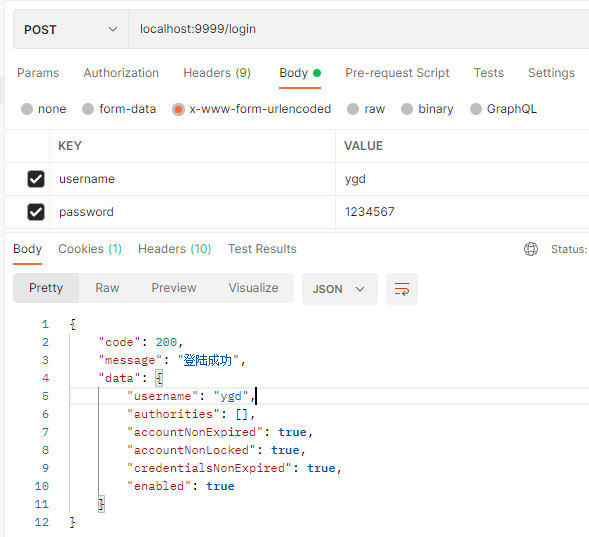 POST localhost:9999/login
Params Authorization Headers (9) Body Pre-request Script Tests Settings
none form-data x-www-form-urlencoded raw binary GraphQL
KEY VALUE
username ygd
password 1234567
Body Cookies (1) Headers (10) Test Results Status:
Pretty Raw Preview Visualize JSON
1 {
2 "code": 200,
3 "message": "登陆成功",
4 "data": {
5 "username": "ygd",
6 "authorities": [],
7 "accountNonExpired": true,
8 "accountNonLocked": true,
9 "credentialsNonExpired": true,
10 "enabled": true
11 }
12 }